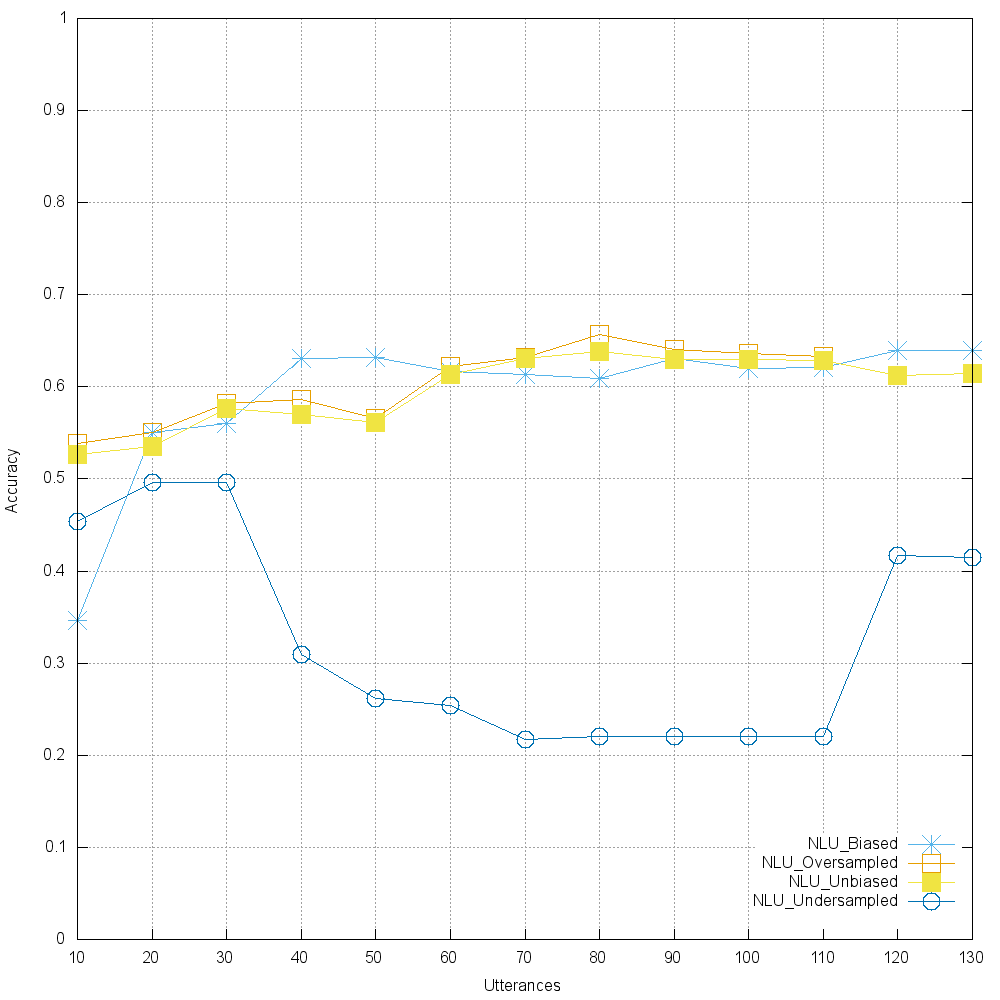 1
0.9
0.8
0.7
0.6
0.5
0.4
0.3
0.2
0.1
0
Accuracy
10 20 30 40 50 60 70 80 90 100 110 120 130
Utterances
NLU_Biased
NLU_Oversampled
NLU_Unbiased
NLU_Undersampled